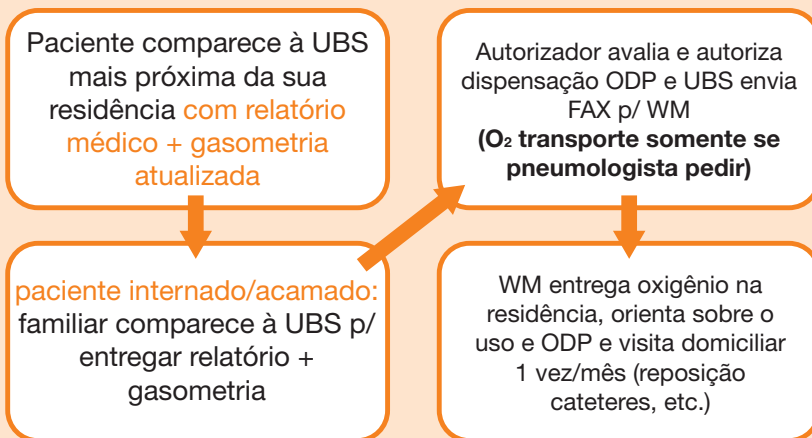 Paciente comparece à UBS
mais próxima da sua
residência com relatório
médico + gasometria
atualizada
paciente internado/acamado:
familiar comparece à UBS p/
entregar relatório +
gasometria
Autorizador avalia e autoriza
dispensação ODP e UBS envia
FAX p/ WM
(O₂ transporte somente se
pneumologista pedir)
WM entrega oxigênio na
residência, orienta sobre o
uso e ODP e visita domiciliar
1 vez/mês (reposição
cateteres, etc.)